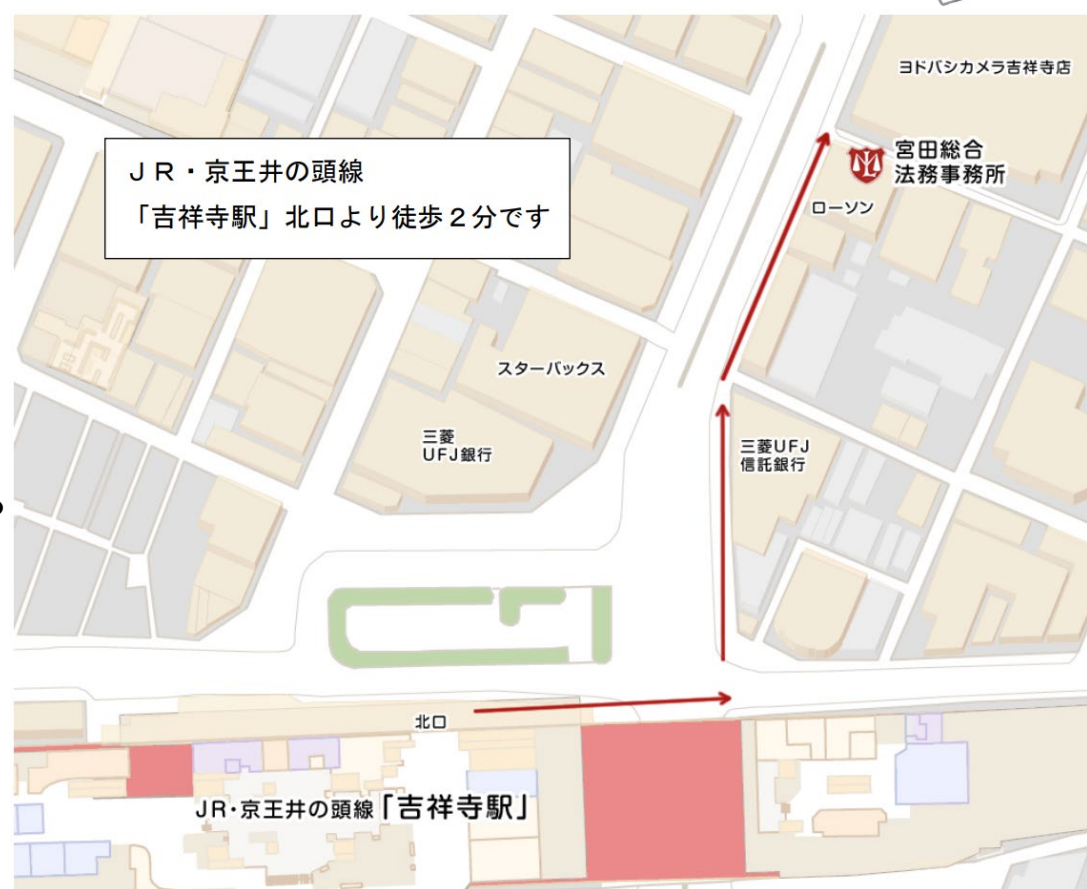 ヨドバシカメラ吉祥寺店
ＪＲ・京王井の頭線
「吉祥寺駅」北口より徒歩２分です
宮田総合
法務事務所
ローソン
スターバックス
三菱
UFJ銀行
三菱UFJ
信託銀行
北口
JR・京王井の頭線「吉祥寺駅」